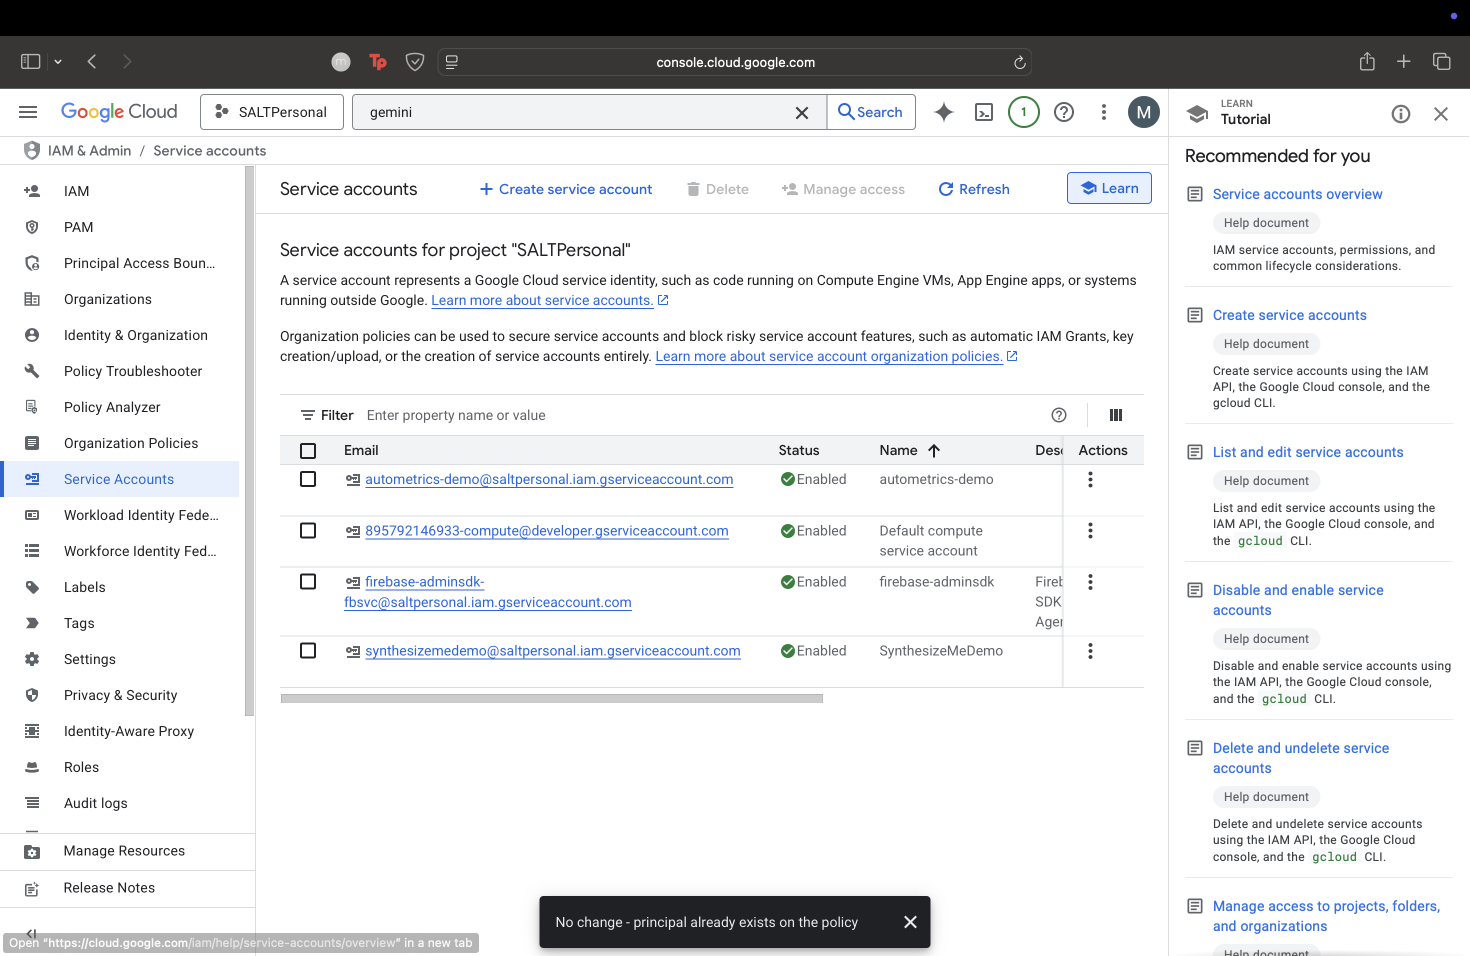 console.cloud.google.com
Google Cloud
SALTPersonal
gemini
Search
1
M
LEARN
Tutorial
IAM & Admin / Service accounts
IAM
PAM
Principal Access Boun...
Organizations
Identity & Organization
Policy Troubleshooter
Policy Analyzer
Organization Policies
Service Accounts
Workload Identity Fede...
Workforce Identity Fed...
Labels
Tags
Settings
Privacy & Security
Identity-Aware Proxy
Roles
Audit logs
Manage Resources
Release Notes
Open "https://cloud.google.com/iam/help/service-accounts/overview" in a new tab
Service accounts
Create service account
Delete
Manage access
Refresh
Learn
Service accounts for project "SALTPersonal"
A service account represents a Google Cloud service identity, such as code running on Compute Engine VMs, App Engine apps, or systems
running outside Google. Learn more about service accounts.
Organization policies can be used to secure service accounts and block risky service account features, such as automatic IAM Grants, key
creation/upload, or the creation of service accounts entirely. Learn more about service account organization policies.
Filter Enter property name or value
Email Status Name Desc Actions
autometrics-demo@saltpersonal.iam.gserviceaccount.com Enabled autometrics-demo
895792146933-compute@developer.gserviceaccount.com Enabled Default compute
service account
firebase-adminsdk- Enabled firebase-adminsdk Fireb
fbsvc@saltpersonal.iam.gserviceaccount.com SDK
Ager
synthesizemedemo@saltpersonal.iam.gserviceaccount.com Enabled SynthesizeMeDemo
No change - principal already exists on the policy
Recommended for you
Service accounts overview
Help document
IAM service accounts, permissions, and
common lifecycle considerations.
Create service accounts
Help document
Create service accounts using the IAM
API, the Google Cloud console, and the
gcloud CLI.
List and edit service accounts
Help document
List and edit service accounts using the
IAM API, the Google Cloud console, and
the gcloud CLI.
Disable and enable service
accounts
Help document
Disable and enable service accounts using
the IAM API, the Google Cloud console,
and the gcloud CLI.
Delete and undelete service
accounts
Help document
Delete and undelete service accounts
using the IAM API, the Google Cloud
console, and the gcloud CLI.
Manage access to projects, folders,
and organizations
Help document